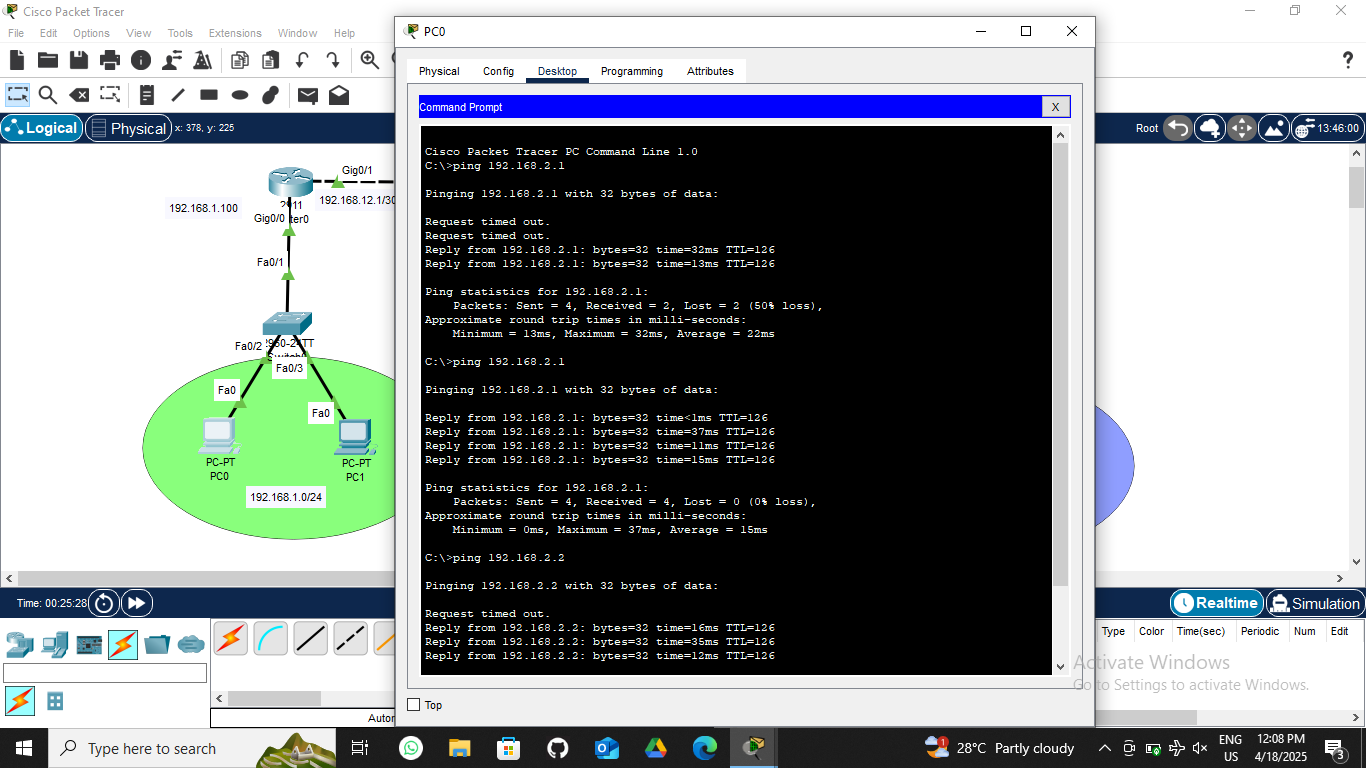 Cisco Packet Tracer
File Edit Options View Tools Extensions Window Help
Logical
Physical
x: 378, y: 225
Root
13:46:00
Gig0/1
192.168.1.100
192.168.12.1/30
Gig0/0
Fa0/1
Fa0/2
Fa0/3
Fa0
Fa0
PC-PT
PC0
PC-PT
PC1
192.168.1.0/24
PC0
Physical Config Desktop Programming Attributes
Command Prompt
X
Cisco Packet Tracer PC Command Line 1.0
C:\>ping 192.168.2.1
Pinging 192.168.2.1 with 32 bytes of data:
Request timed out.
Request timed out.
Reply from 192.168.2.1: bytes=32 time=32ms TTL=126
Reply from 192.168.2.1: bytes=32 time=13ms TTL=126
Ping statistics for 192.168.2.1:
Packets: Sent = 4, Received = 2, Lost = 2 (50% loss),
Approximate round trip times in milli-seconds:
Minimum = 13ms, Maximum = 32ms, Average = 22ms
C:\>ping 192.168.2.1
Pinging 192.168.2.1 with 32 bytes of data:
Reply from 192.168.2.1: bytes=32 time<1ms TTL=126
Reply from 192.168.2.1: bytes=32 time=37ms TTL=126
Reply from 192.168.2.1: bytes=32 time=11ms TTL=126
Reply from 192.168.2.1: bytes=32 time=15ms TTL=126
Ping statistics for 192.168.2.1:
Packets: Sent = 4, Received = 4, Lost = 0 (0% loss),
Approximate round trip times in milli-seconds:
Minimum = 0ms, Maximum = 37ms, Average = 15ms
C:\>ping 192.168.2.2
Pinging 192.168.2.2 with 32 bytes of data:
Request timed out.
Reply from 192.168.2.2: bytes=32 time=16ms TTL=126
Reply from 192.168.2.2: bytes=32 time=35ms TTL=126
Reply from 192.168.2.2: bytes=32 time=12ms TTL=126
Top
Time: 00:25:28
Realtime
Simulation
Type Color Time(sec) Periodic Num Edit
Activate Windows
Go to Settings to activate Windows.
Type here to search
28°C Partly cloudy
ENG
US
12:08 PM
4/18/2025
3